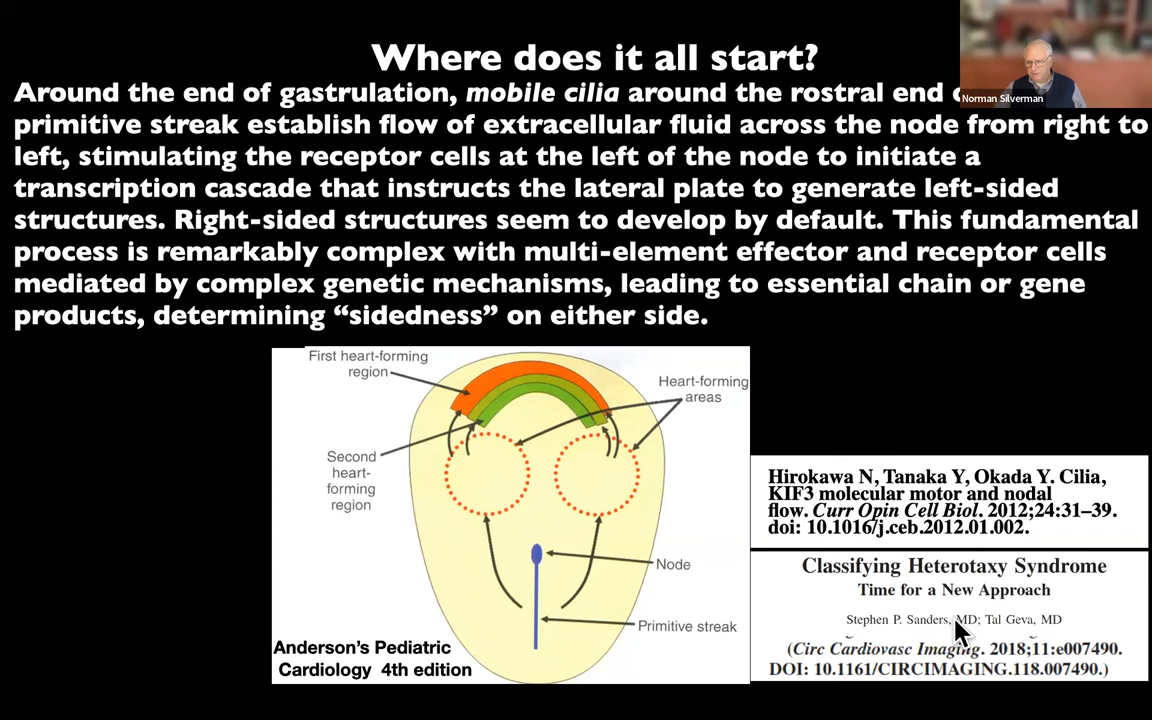 Where does it all start?
Around the end of gastrulation, mobile cilia around the rostral end
primitive streak establish flow of extracellular fluid across the node from right to
left, stimulating the receptor cells at the left of the node to initiate a
transcription cascade that instructs the lateral plate to generate left-sided
structures. Right-sided structures seem to develop by default. This fundamental
process is remarkably complex with multi-element effector and receptor cells
mediated by complex genetic mechanisms, leading to essential chain or gene
products, determining “sidedness” on either side.
Norman Silverman
First heart-forming
region
Heart-forming
areas
Second
heart-
forming
region
Node
Primitive streak
Anderson’s Pediatric
Cardiology 4th edition
Hirokawa N, Tanaka Y, Okada Y. Cilia,
KIF3 molecular motor and nodal
flow. Curr Opin Cell Biol. 2012;24:31–39.
doi: 10.1016/j.ceb.2012.01.002.
Classifying Heterotaxy Syndrome
Time for a New Approach
Stephen P. Sanders, MD; Tal Geva, MD
(Circ Cardiovasc Imaging. 2018;11:e007490.
DOI: 10.1161/CIRCIMAGING.118.007490.)